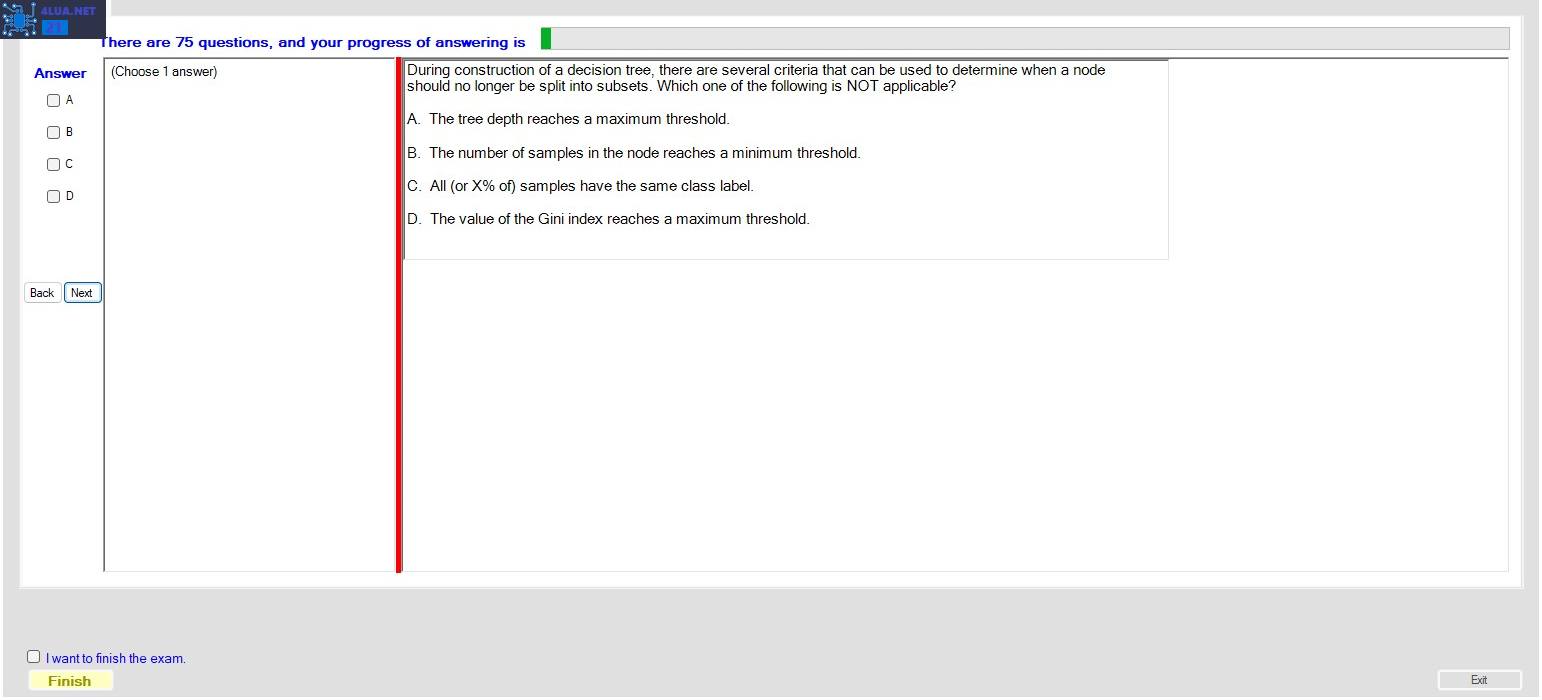 4LUA.NET
21
There are 75 questions, and your progress of answering is
Answer
(Choose 1 answer)
A
B
C
D
Back
Next
During construction of a decision tree, there are several criteria that can be used to determine when a node
should no longer be split into subsets. Which one of the following is NOT applicable?
A. The tree depth reaches a maximum threshold.
B. The number of samples in the node reaches a minimum threshold.
C. All (or X% of) samples have the same class label.
D. The value of the Gini index reaches a maximum threshold.
I want to finish the exam.
Finish
Exit